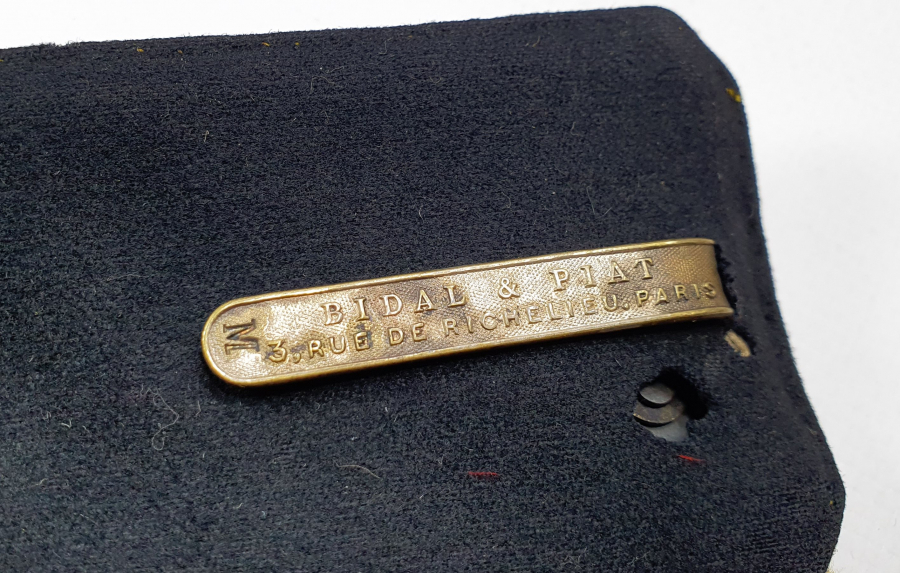 BIDAL & PIAT
3, RUE DE RICHELIEU, PARIS
M